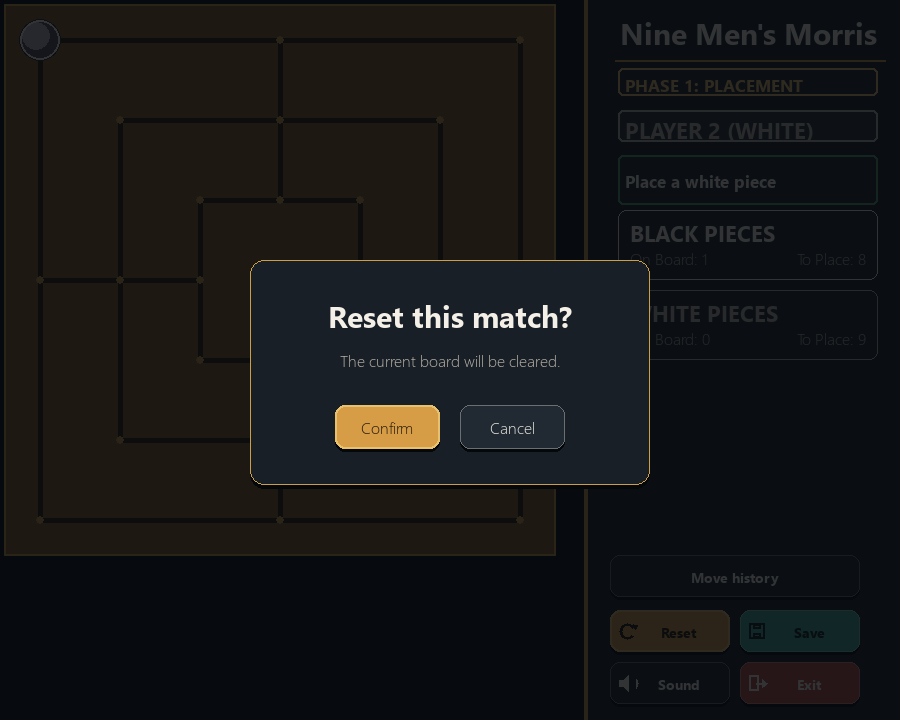 Nine Men's Morris
PHASE 1: PLACEMENT
PLAYER 2 (WHITE)
Place a white piece
BLACK PIECES
Board: 1 To Place: 8
PIECES
Board: 0 To Place: 9
Reset this match?
The current board will be cleared.
Confirm Cancel
Move history
Reset Save
Sound Exit